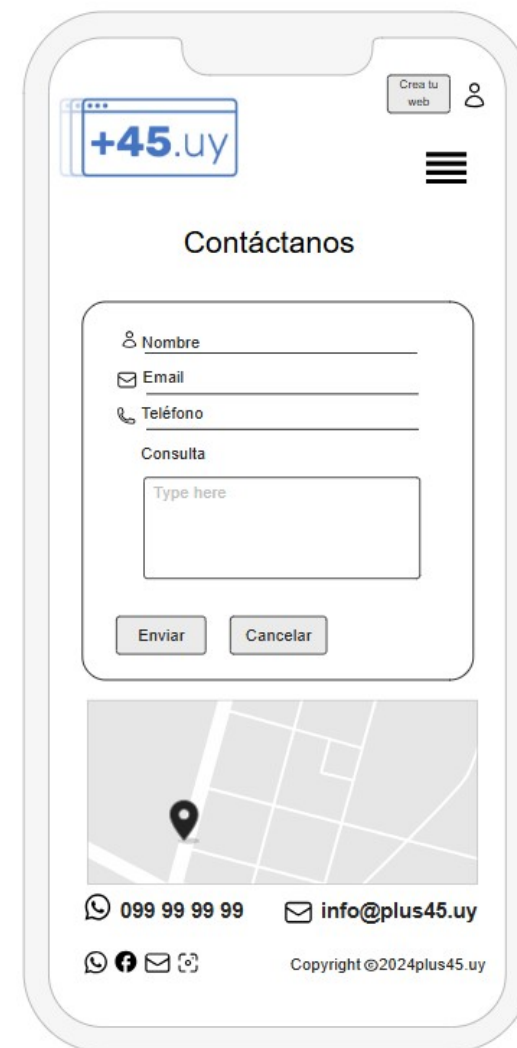 Crea tu
web
+45.uy
Contáctanos
Nombre
Email
Teléfono
Consulta
Type here
Enviar Cancelar
099 99 99 99 info@plus45.uy
Copyright ©2024plus45.uy